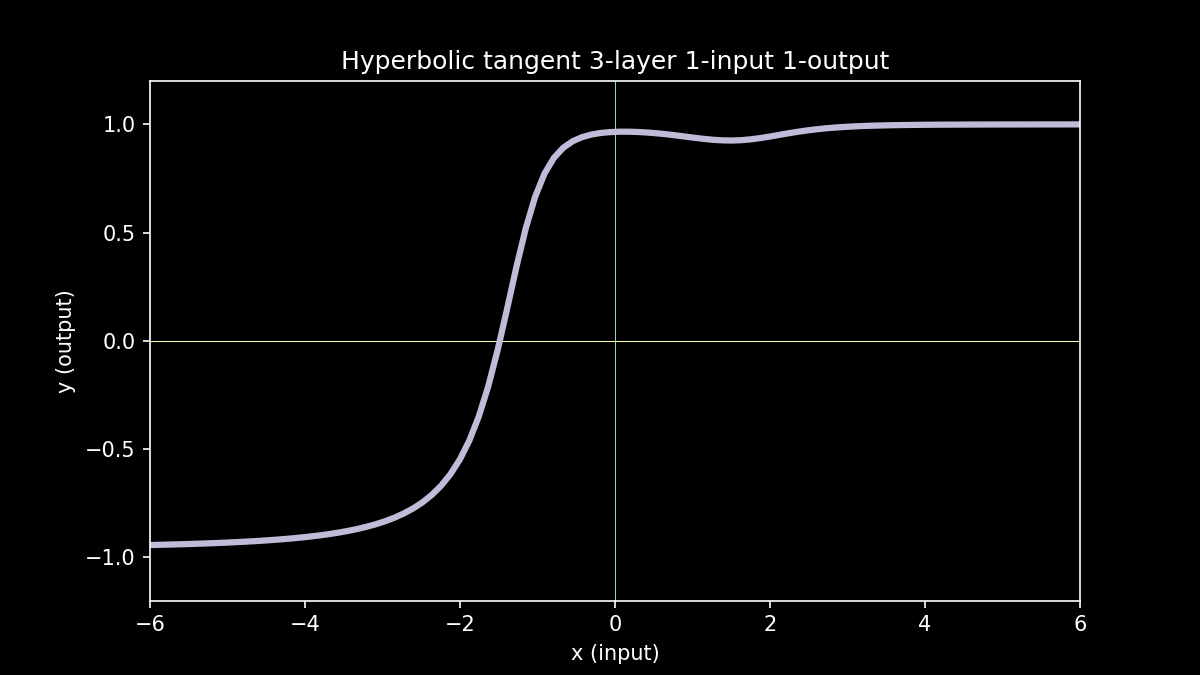 Hyperbolic tangent 3-layer 1-input 1-output
y (output)
1.0
0.5
0.0
−0.5
−1.0
−6 −4 −2 0 2 4 6
x (input)